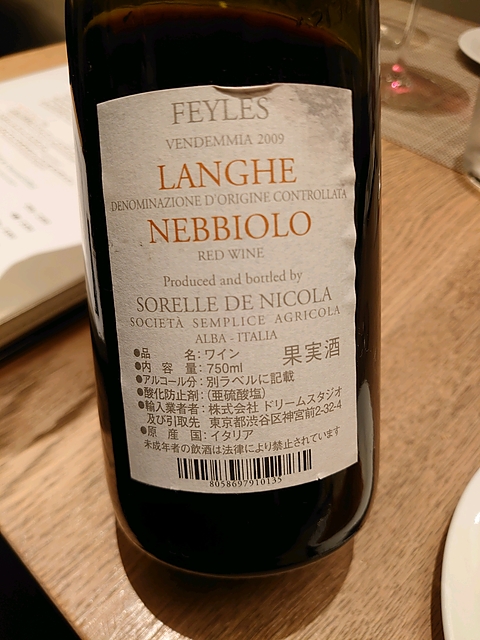 FEYLES
VENDEMMIA 2009
LANGHE
DENOMINAZIONE D'ORIGINE CONTROLLATA
NEBBIOLO
RED WINE
Produced and bottled by
SORELLE DE NICOLA
SOCIETÀ SEMPLICE AGRICOLA
ALBA - ITALIA
●品 名: ワイン
果実酒
●内 容 量: 750ml
●アルコール分: 別ラベルに記載
●酸化防止剤: (亜硫酸塩)
●輸入業者者: 株式会社 ドリームスタジオ
及び引取先 東京都渋谷区神宮前2-32-4
●原 産 国: イタリア
未成年者の飲酒は法律により禁止されています
8058697910135